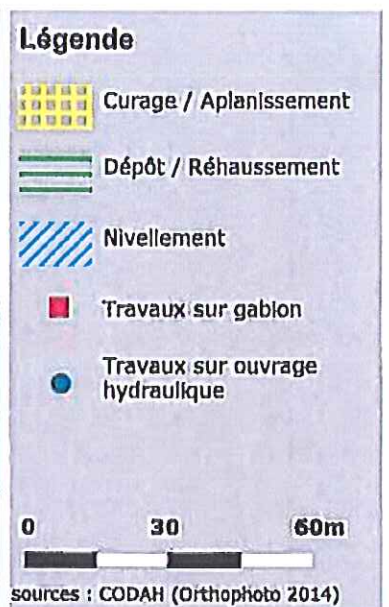 Légende
Curage / Aplanissement
Dépôt / Réhaussement
Nivellement
Travaux sur gabion
Travaux sur ouvrage
hydraulique
0 30 60m
sources : CODAH (Orthophoto 2014)